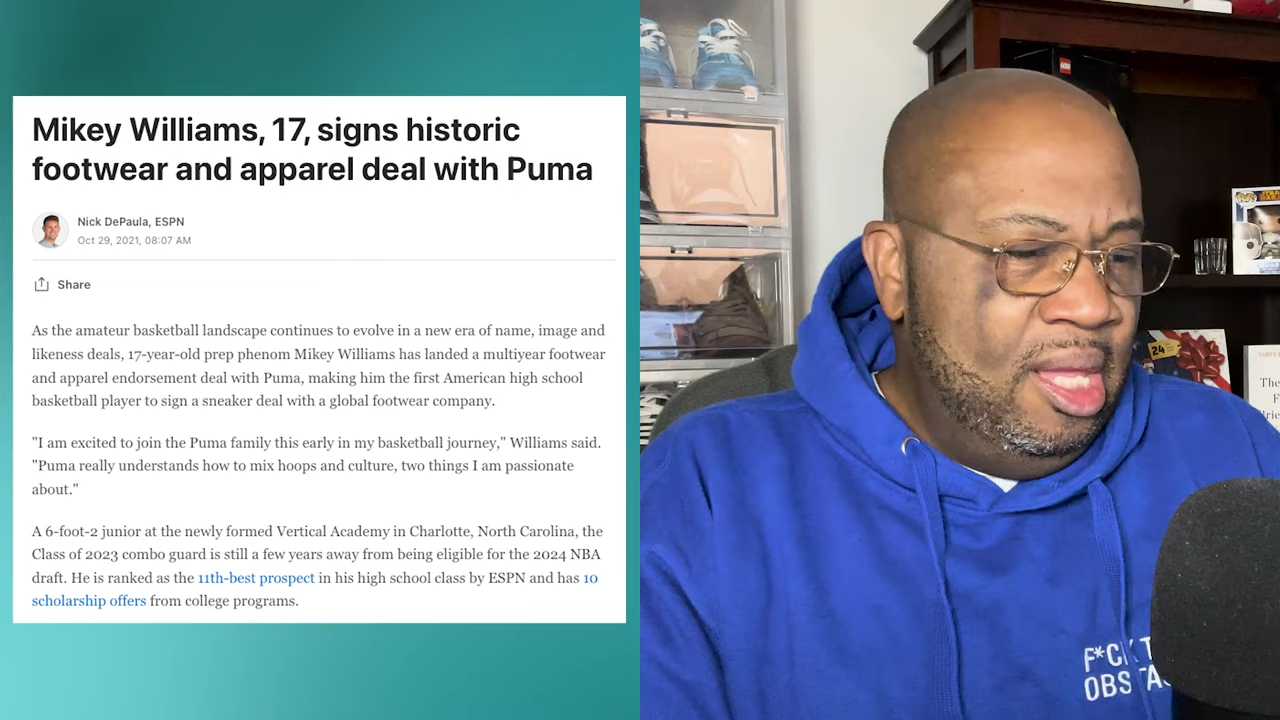 Mikey Williams, 17, signs historic
footwear and apparel deal with Puma
Nick DePaula, ESPN
Oct 29, 2021, 08:07 AM
Share
As the amateur basketball landscape continues to evolve in a new era of name, image and
likeness deals, 17-year-old prep phenom Mikey Williams has landed a multiyear footwear
and apparel endorsement deal with Puma, making him the first American high school
basketball player to sign a sneaker deal with a global footwear company.
"I am excited to join the Puma family this early in my basketball journey," Williams said.
"Puma really understands how to mix hoops and culture, two things I am passionate
about."
A 6-foot-2 junior at the newly formed Vertical Academy in Charlotte, North Carolina, the
Class of 2023 combo guard is still a few years away from being eligible for the 2024 NBA
draft. He is ranked as the 11th-best prospect in his high school class by ESPN and has 10
scholarship offers from college programs.
LEGO
POP!
STAR WARS
24
The
F
F*CK T
OBSTAC